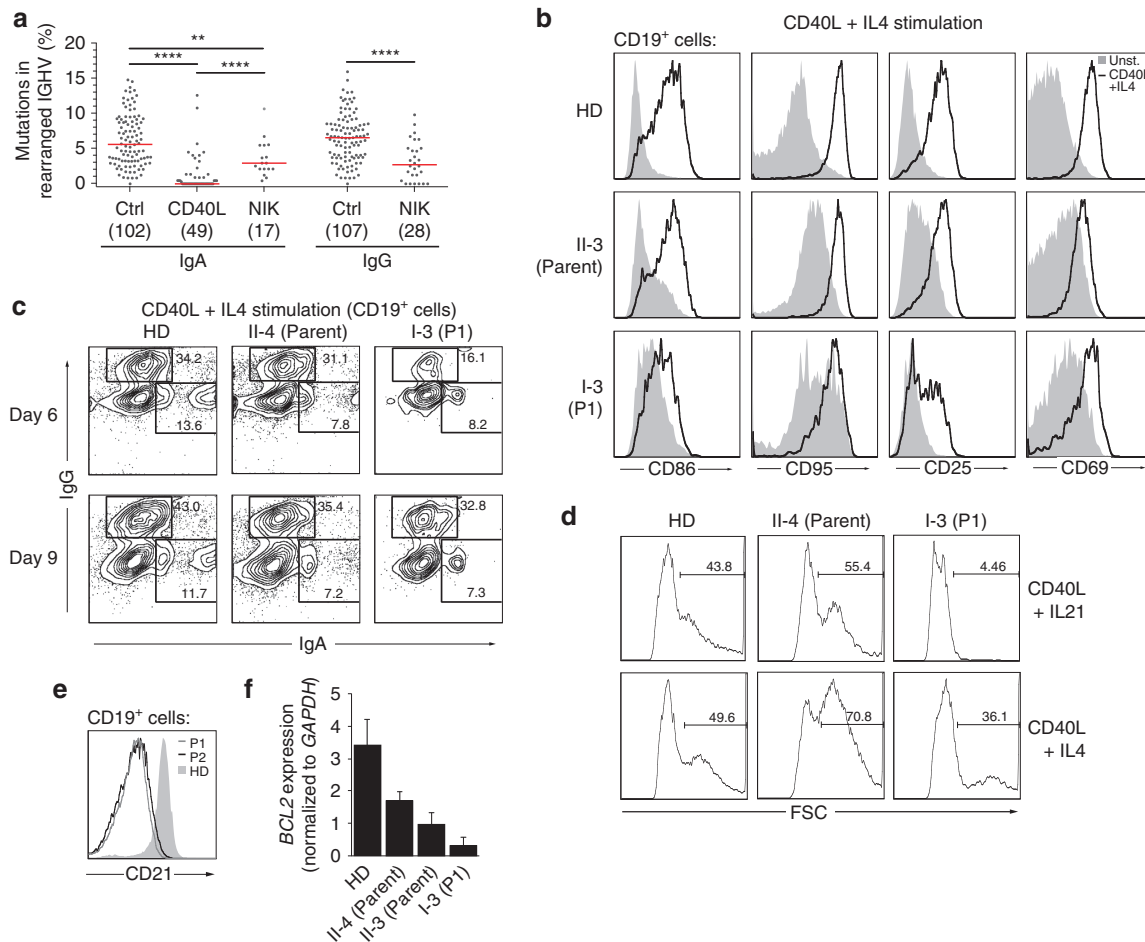 a
Mutations in
rearranged IGHV (%)
20
15
10
5
0
**
****
****
****
Ctrl
(102)
CD40L
(49)
NIK
(17)
Ctrl
(107)
NIK
(28)
IgA
IgG
b
CD40L + IL4 stimulation
CD19+ cells:
Unst.
CD40L
+IL4
HD
II-3
(Parent)
I-3
(P1)
CD86
CD95
CD25
CD69
c
CD40L + IL4 stimulation (CD19+ cells)
HD
II-4 (Parent)
I-3 (P1)
Day 6
34.2
13.6
31.1
7.8
16.1
8.2
Day 9
43.0
11.7
35.4
7.2
32.8
7.3
IgG
IgA
d
HD
II-4 (Parent)
I-3 (P1)
43.8
55.4
4.46
CD40L
+ IL21
49.6
70.8
36.1
CD40L
+ IL4
FSC
e
CD19+ cells:
P1
P2
HD
CD21
f
BCL2 expression
(normalized to GAPDH)
5
4
3
2
1
0
HD
II-4 (Parent)
II-3 (Parent)
I-3 (P1)